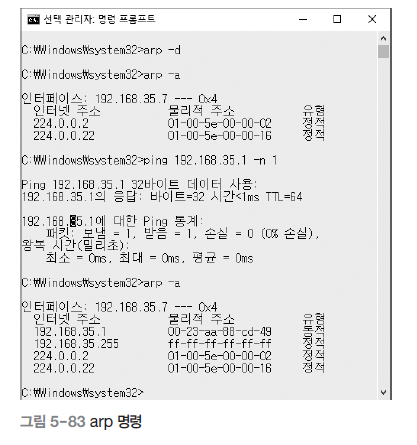 선택 관리자: 명령 프롬프트
C:\Windows\system32>arp -d
C:\Windows\system32>arp -a
인터페이스: 192.168.35.7 --- 0x4
인터넷 주소 물리적 주소 유형
224.0.0.2 01-00-5e-00-00-02 정적
224.0.0.22 01-00-5e-00-00-16 정적
C:\Windows\system32>ping 192.168.35.1 -n 1
Ping 192.168.35.1 32바이트 데이터 사용:
192.168.35.1의 응답: 바이트=32 시간<1ms TTL=64
192.168.35.1에 대한 Ping 통계:
패킷: 보냄 = 1, 받음 = 1, 손실 = 0 (0% 손실),
왕복 시간(밀리초):
최소 = 0ms, 최대 = 0ms, 평균 = 0ms
C:\Windows\system32>arp -a
인터페이스: 192.168.35.7 --- 0x4
인터넷 주소 물리적 주소 유형
192.168.35.1 00-23-aa-88-cd-49 동적
192.168.35.255 ff-ff-ff-ff-ff-ff 정적
224.0.0.2 01-00-5e-00-00-02 정적
224.0.0.22 01-00-5e-00-00-16 정적
C:\Windows\system32>
그림 5-83 arp 명령